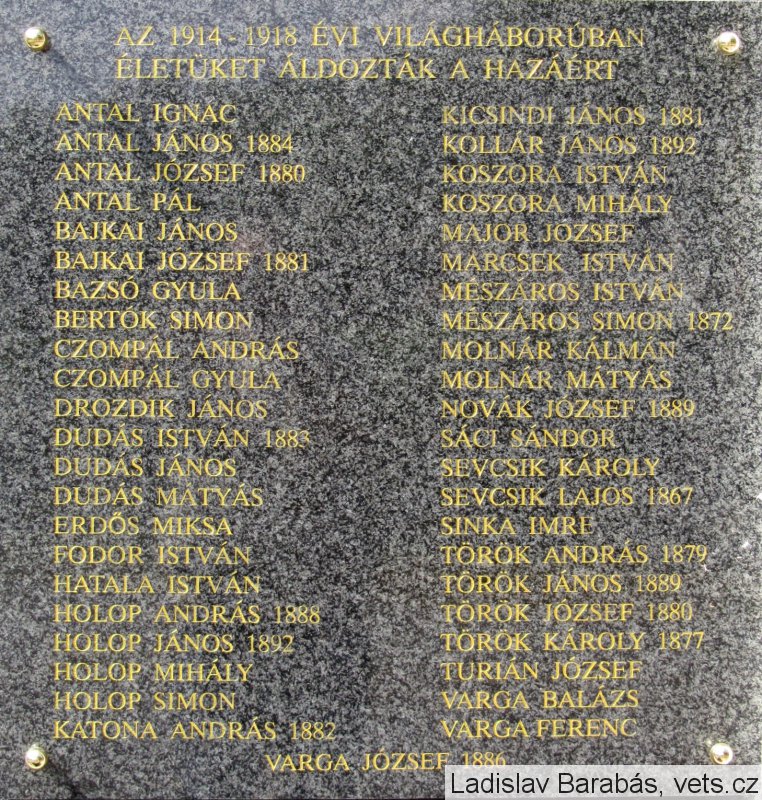 AZ 1914 - 1918 ÉVI VILÁGHÁBORÚBAN
ÉLETÜKET ÁLDOZTÁK A HAZÁÉRT
ANTAL IGNAC
ANTAL JÁNOS 1884
ANTAL JÓZSEF 1880
ANTAL PÁL
BAJKAI JÁNOS
BAJKAI JÓZSEF 1881
BAZSÓ GYULA
BERTÓK SIMON
CZOMPÁL ANDRÁS
CZOMPÁL GYULA
DROZDIK JÁNOS
DUDÁS ISTVÁN 1883
DUDÁS JÁNOS
DUDÁS MÁTYÁS
ERDŐS MIKSA
FODOR ISTVÁN
HATALA ISTVÁN
HOLOP ANDRÁS 1888
HOLOP JÁNOS 1892
HOLOP MIHÁLY
HOLOP SIMON
KATONA ANDRÁS 1882
KICSINDI JÁNOS 1881
KOLLÁR JÁNOS 1892
KOSZORA ISTVÁN
KOSZORA MIHÁLY
MAJOR JÓZSEF
MARCSEK ISTVÁN
MÉSZÁROS ISTVÁN
MÉSZÁROS SIMON 1872
MOLNÁR KÁLMÁN
MOLNÁR MÁTYÁS
NOVÁK JÓZSEF 1889
SÁCI SÁNDOR
SEVCSIK KÁROLY
SEVCSIK LAJOS 1867
SINKA IMRE
TÖRÖK ANDRÁS 1879
TÖRÖK JÁNOS 1889
TÖRÖK JÓZSEF 1880
TÖRÖK KÁROLY 1877
TURIÁN JÓZSEF
VARGA BALÁZS
VARGA FERENC
VARGA JÓZSEF 1886
Ladislav Barabás, vets.cz